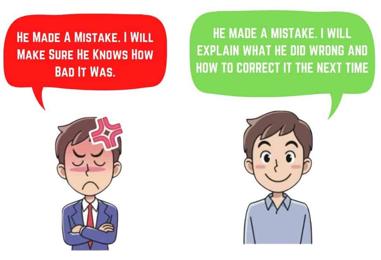 He Made A Mistake. I Will
Make Sure He Knows How
Bad It Was.
HE MADE A MISTAKE. I WILL
EXPLAIN WHAT HE DID WRONG AND
HOW TO CORRECT IT THE NEXT TIME